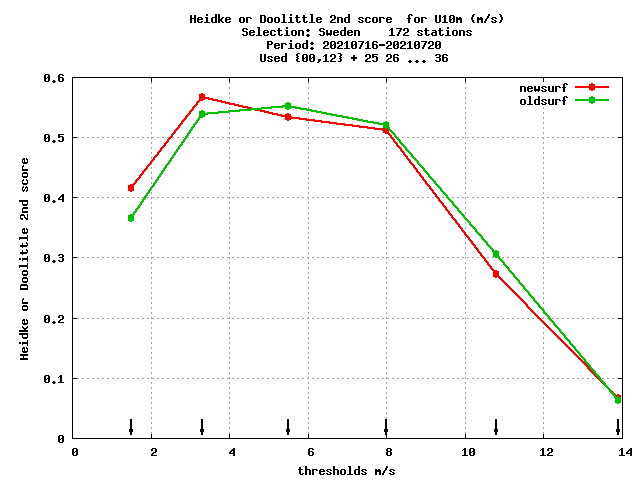 Heidke or Doolittle 2nd score  for U10m (m/s)
Selection: Sweden    172 stations
Period: 20210716-20210720
Used {00,12} + 25 26 ... 36
newsurf
oldsurf
0.6
0.5
0.4
0.3
0.2
0.1
0
Heidke or Doolittle 2nd score
0 2 4 6 8 10 12 14
thresholds m/s